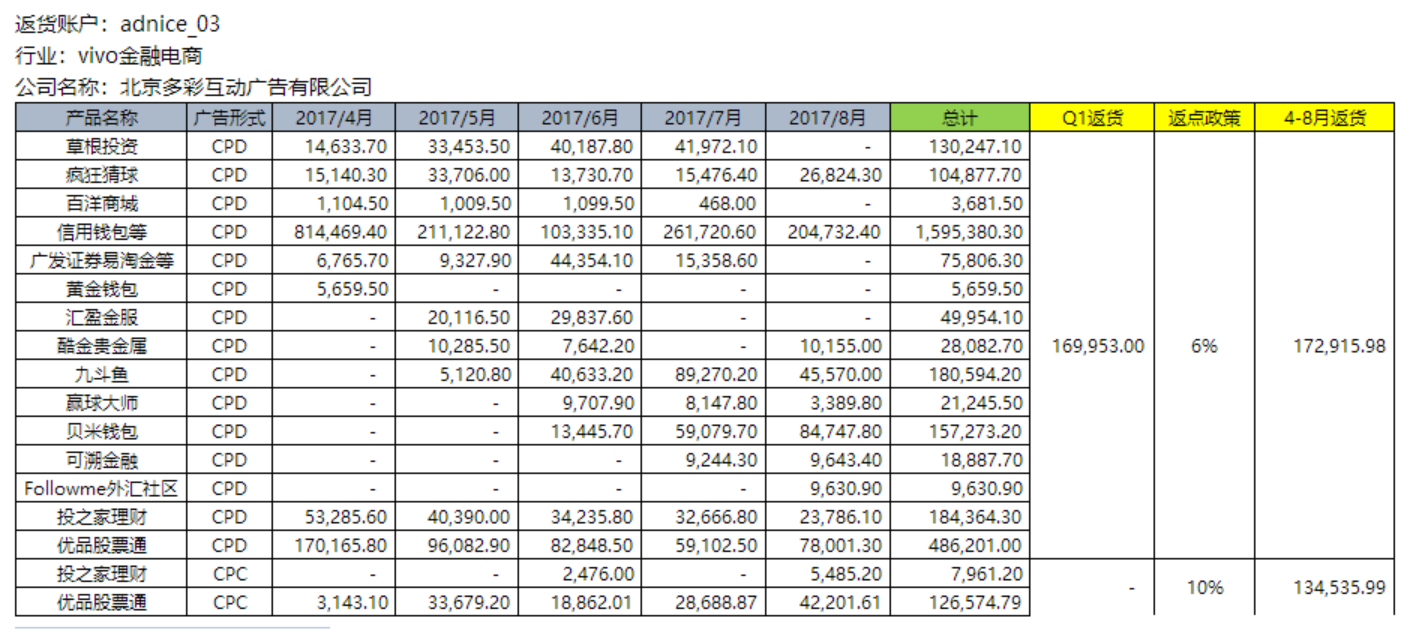 返货账户：adnice_03
行业：vivo金融电商
公司名称：北京多彩互动广告有限公司
产品名称 广告形式 2017/4月 2017/5月 2017/6月 2017/7月 2017/8月 总计 Q1返货 返点政策 4-8月返货
草根投资 CPD 14,633.70 33,453.50 40,187.80 41,972.10 - 130,247.10
疯狂猜球 CPD 15,140.30 33,706.00 13,730.70 15,476.40 26,824.30 104,877.70
百洋商城 CPD 1,104.50 1,009.50 1,099.50 468.00 - 3,681.50
信用钱包等 CPD 814,469.40 211,122.80 103,335.10 261,720.60 204,732.40 1,595,380.30
广发证券易淘金等 CPD 6,765.70 9,327.90 44,354.10 15,358.60 - 75,806.30
黄金钱包 CPD 5,659.50 - - - - 5,659.50
汇盈金服 CPD - 20,116.50 29,837.60 - - 49,954.10
酷金贵金属 CPD - 10,285.50 7,642.20 - 10,155.00 28,082.70 169,953.00 6% 172,915.98
九斗鱼 CPD - 5,120.80 40,633.20 89,270.20 45,570.00 180,594.20
赢球大师 CPD - - 9,707.90 8,147.80 3,389.80 21,245.50
贝米钱包 CPD - - 13,445.70 59,079.70 84,747.80 157,273.20
可溯金融 CPD - - - 9,244.30 9,643.40 18,887.70
Followme外汇社区 CPD - - - - 9,630.90 9,630.90
投之家理财 CPD 53,285.60 40,390.00 34,235.80 32,666.80 23,786.10 184,364.30
优品股票通 CPD 170,165.80 96,082.90 82,848.50 59,102.50 78,001.30 486,201.00
投之家理财 CPC - - 2,476.00 - 5,485.20 7,961.20 - 10% 134,535.99
优品股票通 CPC 3,143.10 33,679.20 18,862.01 28,688.87 42,201.61 126,574.79